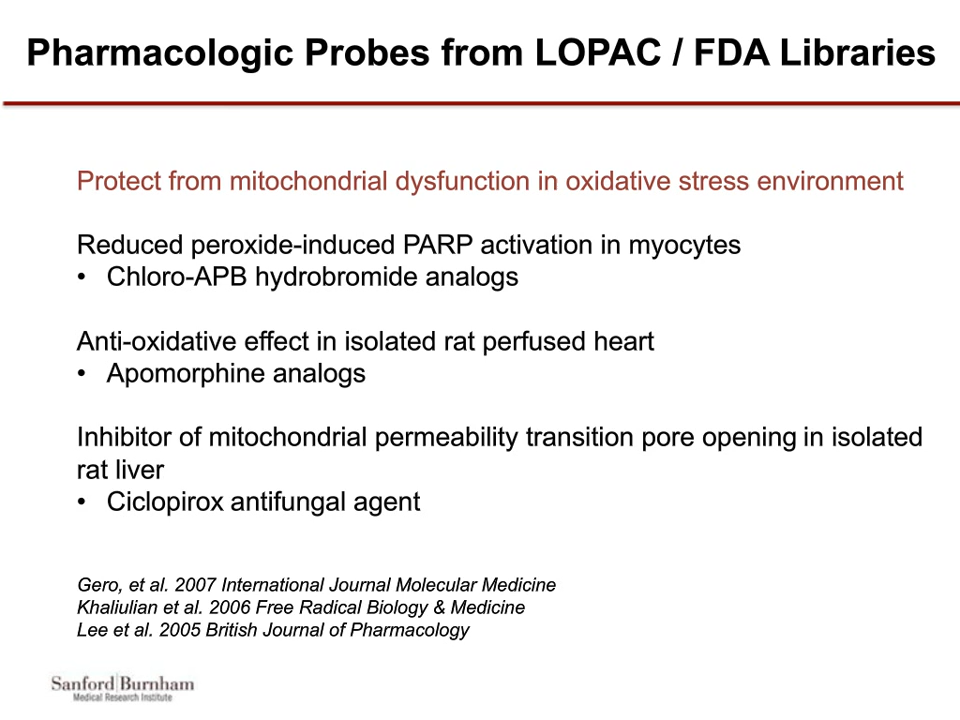 Pharmacologic Probes from LOPAC / FDA Libraries
Protect from mitochondrial dysfunction in oxidative stress environment
Reduced peroxide-induced PARP activation in myocytes
• Chloro-APB hydrobromide analogs
Anti-oxidative effect in isolated rat perfused heart
• Apomorphine analogs
Inhibitor of mitochondrial permeability transition pore opening in isolated
rat liver
• Ciclopirox antifungal agent
Gero, et al. 2007 International Journal Molecular Medicine
Khaliulian et al. 2006 Free Radical Biology & Medicine
Lee et al. 2005 British Journal of Pharmacology
Sanford|Burnham
Medical Research Institute